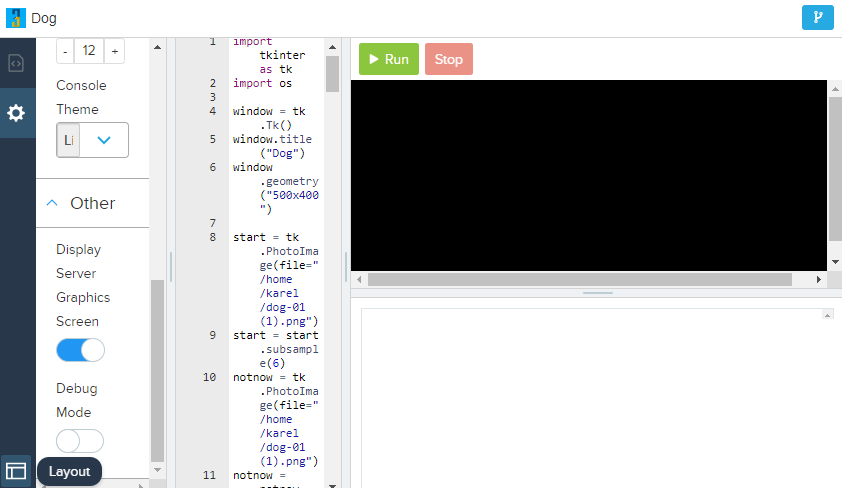 Dog
- 12 +
Console
Theme
Li
Other
Display
Server
Graphics
Screen
Debug
Mode
Layout
1 import
tkinter
as tk
2 import os
3
4 window = tk
.Tk()
5 window.title
("Dog")
6 window
.geometry
("500x400
")
7
8 start = tk
.PhotoIma
ge(file="
/home
/karel
/dog-01
(1).png")
9 start = start
.subsampl
e(6)
10 notnow = tk
.PhotoIma
ge(file="
/home
/karel
/dog-01
(1).png")
11 notnow =
Run
Stop